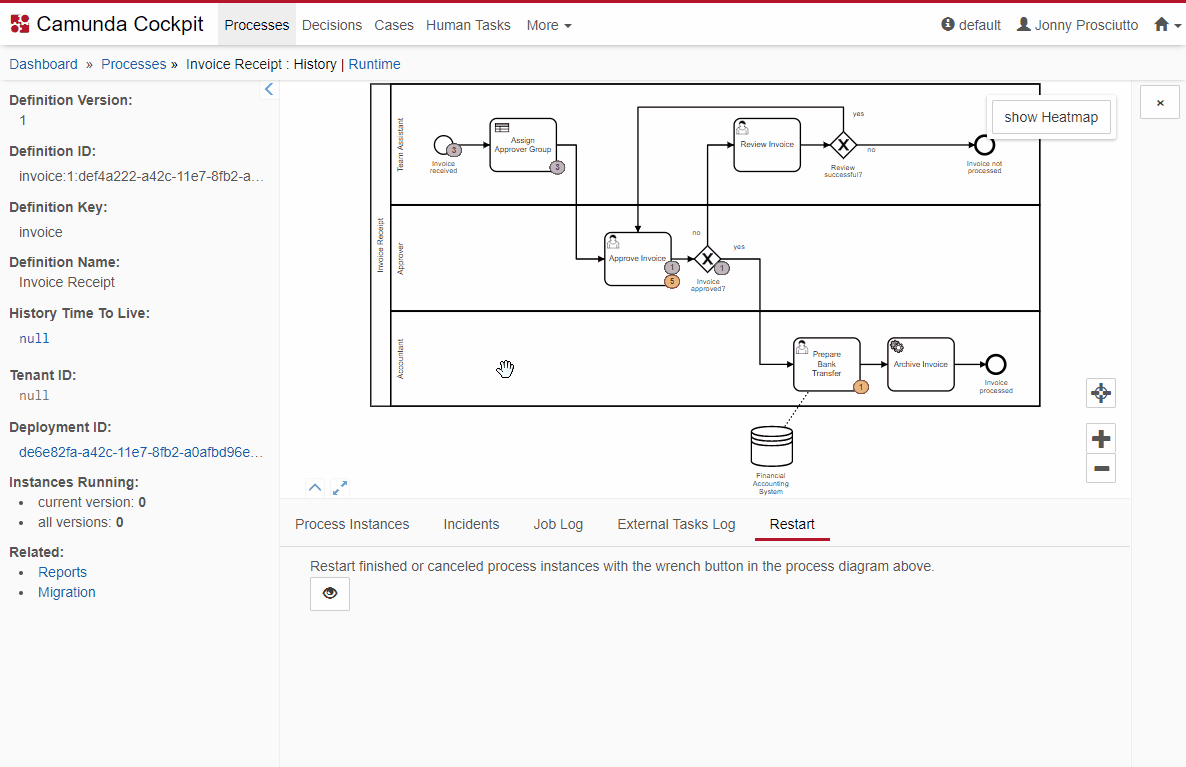 Camunda Cockpit Processes Decisions Cases Human Tasks More default Jonny Prosciutto
Dashboard » Processes » Invoice Receipt : History | Runtime
Definition Version:
1
Definition ID:
invoice:1:def4a222-a42c-11e7-8fb2-a...
Definition Key:
invoice
Definition Name:
Invoice Receipt
History Time To Live:
null
Tenant ID:
null
Deployment ID:
de6e82fa-a42c-11e7-8fb2-a0afbd96e...
Instances Running:
current version: 0
all versions: 0
Related:
Reports
Migration
Invoice Receipt
Team Assistant
Invoice
received
3
Assign
Approver Group
3
Review Invoice
yes
no
Review
successful?
Invoice not
processed
show Heatmap
×
Approver
Approve Invoice
1
5
no
yes
1
Invoice
approved?
Accountant
Prepare
Bank
Transfer
1
Archive Invoice
Invoice
processed
Financial
Accounting
System
Process Instances Incidents Job Log External Tasks Log Restart
Restart finished or canceled process instances with the wrench button in the process diagram above.